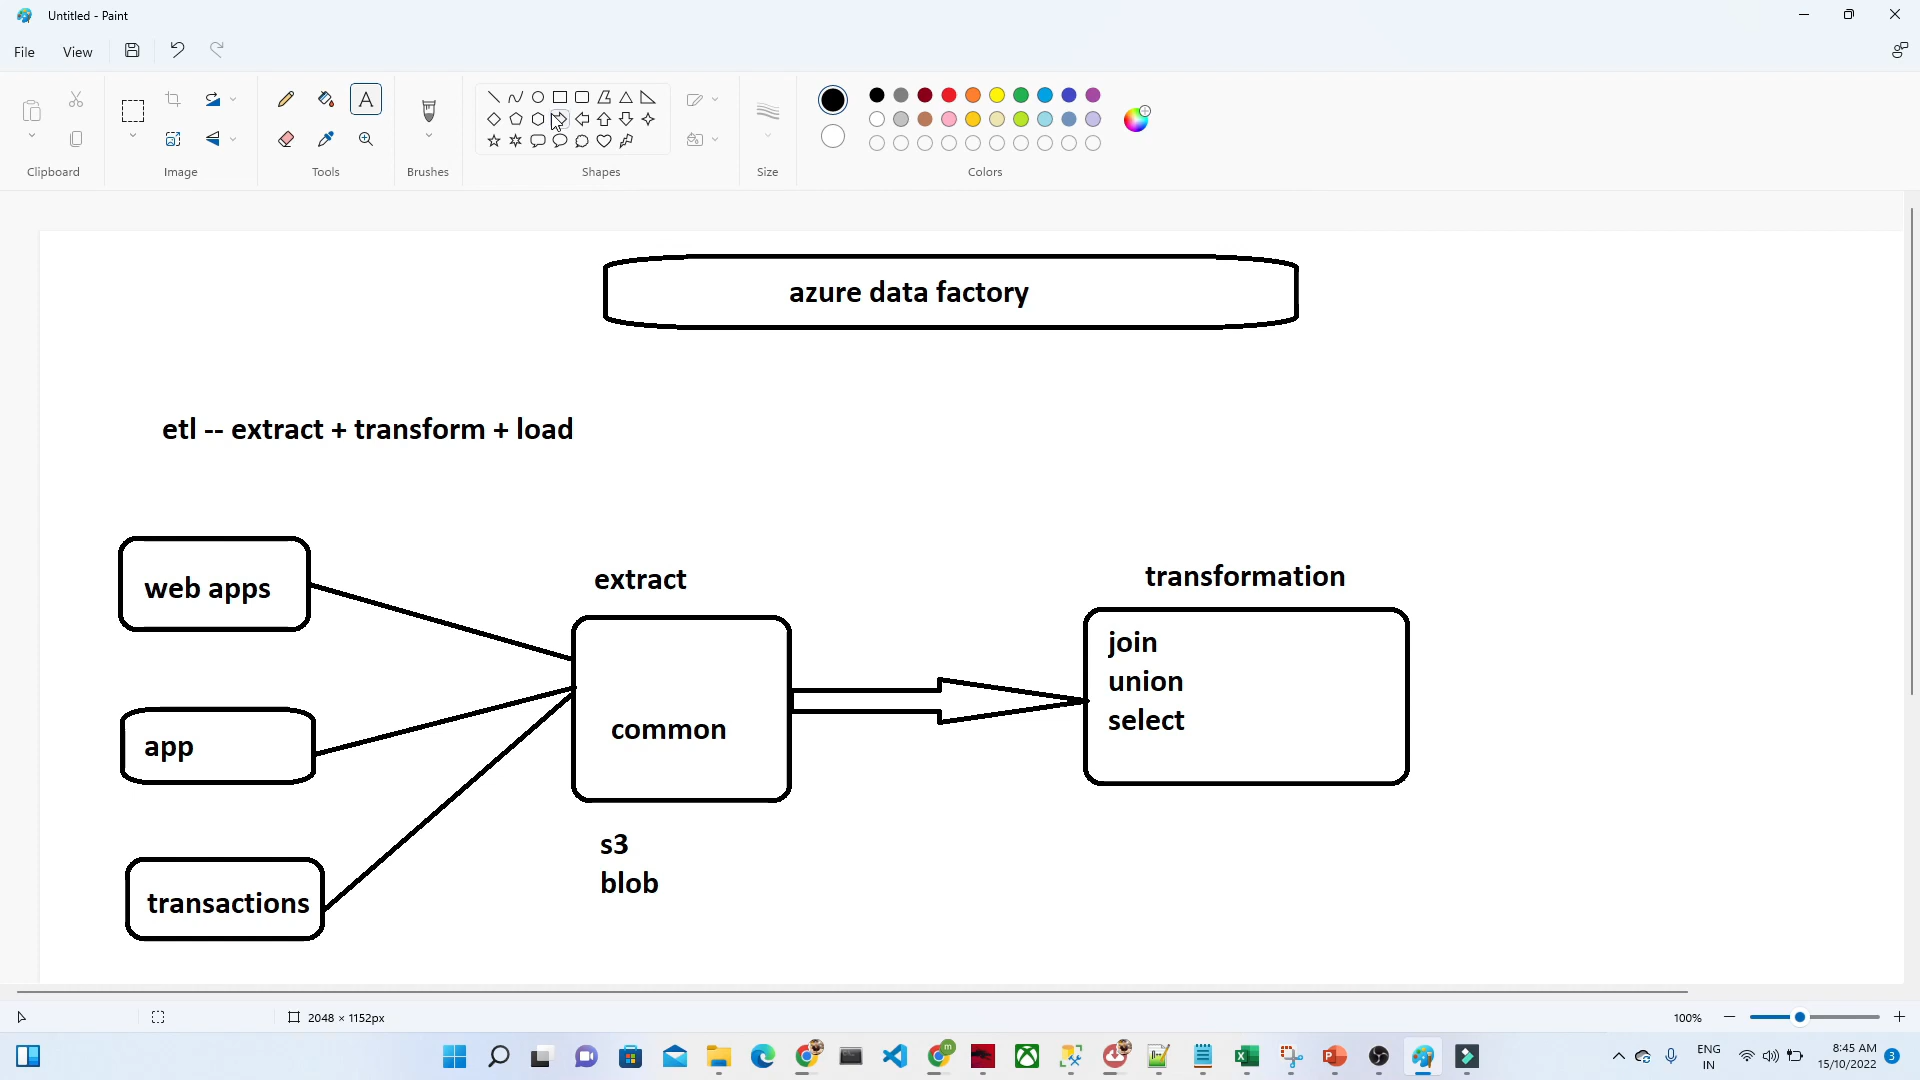 Untitled - Paint
File View
Clipboard
Image
Tools
Brushes
Shapes
Size
Colors
azure data factory
etl -- extract + transform + load
web apps
extract
transformation
join
union
select
common
app
s3
blob
transactions
2048 × 1152px
100%
ENG
IN
8:45 AM
15/10/2022
3